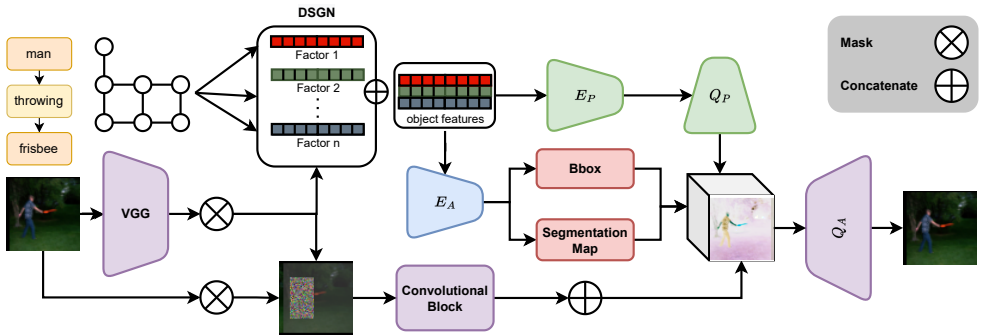 DSGN
man
throwing
frisbee
Factor 1
Factor 2
Factor n
object features
E_P
Q_P
Mask
Concatenate
VGG
E_A
Bbox
Segmentation
Map
Q_A
Convolutional
Block